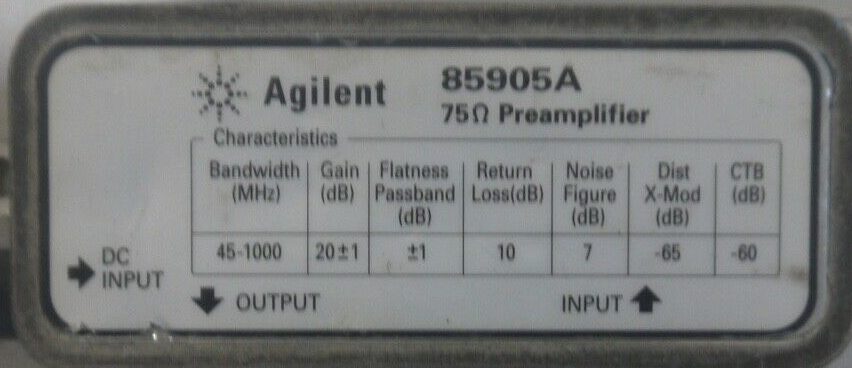 Agilent 85905A
75Ω Preamplifier
Characteristics
Bandwidth (MHz) Gain (dB) Flatness Passband (dB) Return Loss(dB) Noise Figure (dB) Dist X-Mod (dB) CTB (dB)
45-1000 20±1 ±1 10 7 -65 -60
DC INPUT
OUTPUT INPUT